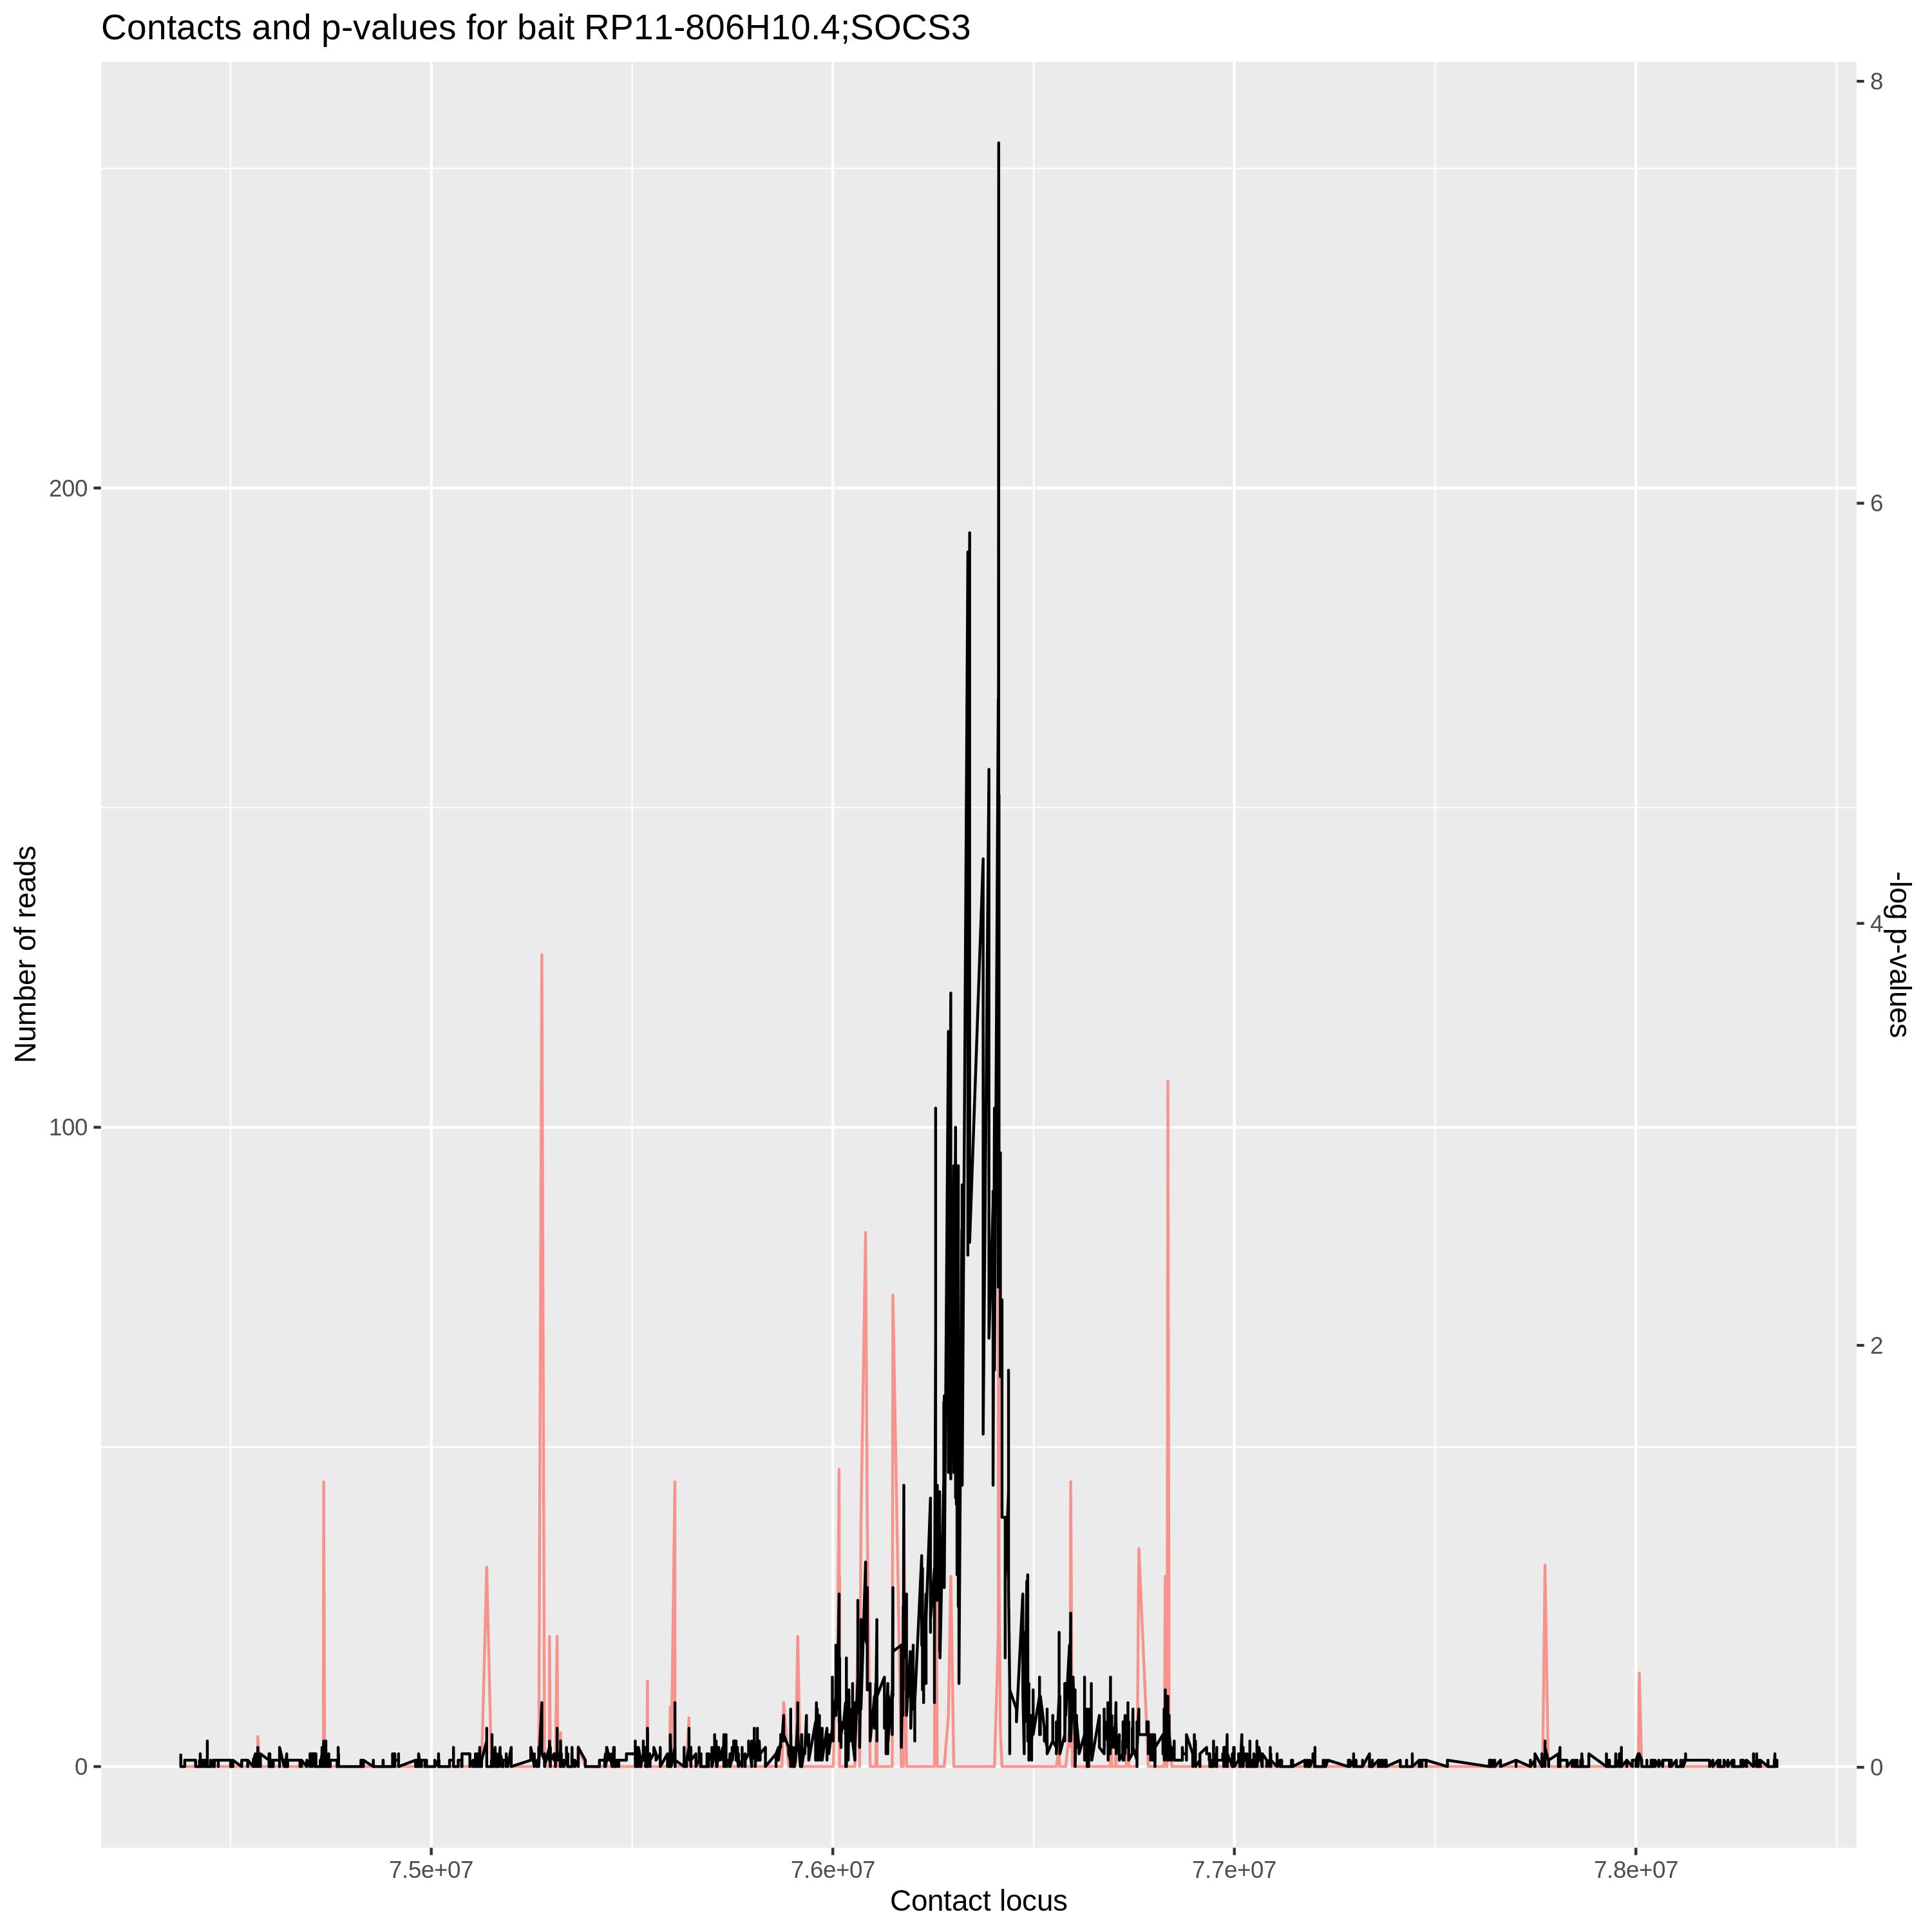 Contacts and p-values for bait RP11-806H10.4;SOCS3
Number of reads
200
100
0
8
6
4
2
0
-log p-values
7.5e+07
7.6e+07
7.7e+07
7.8e+07
Contact locus